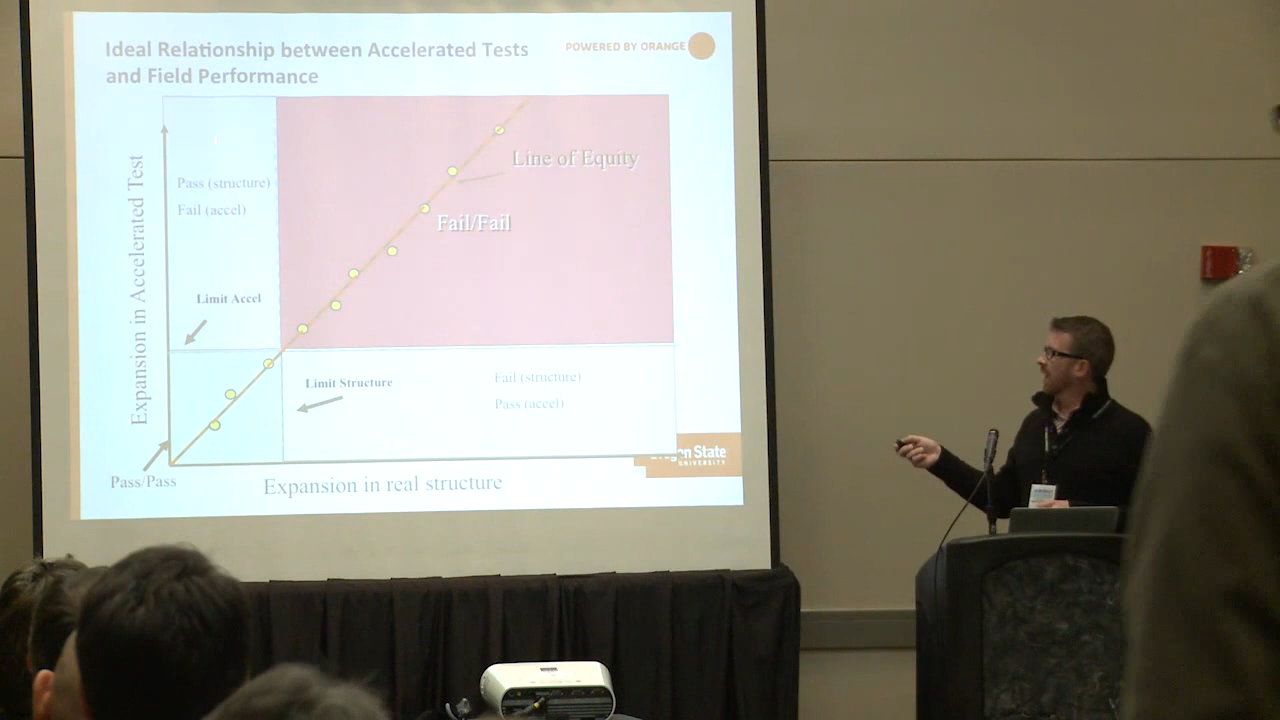 Ideal Relationship between Accelerated Tests
and Field Performance
POWERED BY ORANGE
Expansion in Accelerated Test
Pass (structure)
Fail (accel)
Line of Equity
Fail/Fail
Limit Accel
Limit Structure
Fail (structure)
Pass (accel)
Pass/Pass
Expansion in real structure
State
UNIVERSITY